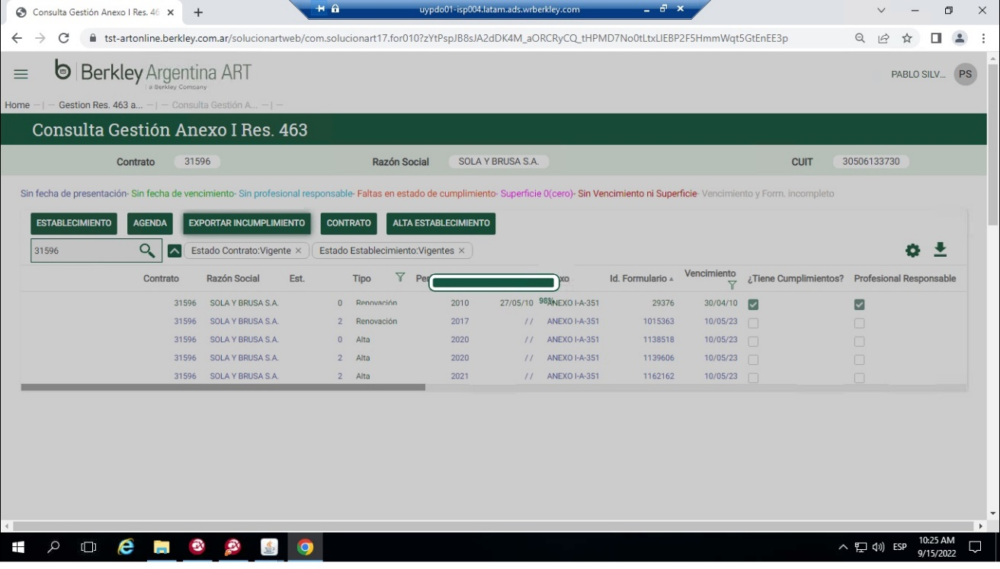 Consulta Gestión Anexo I Res. 46
uypdo01-isp004.latam.ads.wrberkley.com
tst-artonline.berkley.com.ar/solucionartweb/com.solucionart17.for010?zYtPspJB8sJA2dDK4M_aORCRyCQ_tHPMD7No0tLtxLIEBP2F5HmmWqt5GtEnEE3p
b Berkley Argentina ART
a Berkley Company
PABLO SILV... PS
Home — | — Gestion Res. 463 a... — | — Consulta Gestión A... — | —
Consulta Gestión Anexo I Res. 463
Contrato 31596 Razón Social SOLA Y BRUSA S.A. CUIT 30506133730
Sin fecha de presentación- Sin fecha de vencimiento- Sin profesional responsable- Faltas en estado de cumplimiento- Superficie 0(cero)- Sin Vencimiento ni Superficie- Vencimiento y Form. incompleto
ESTABLECIMIENTO AGENDA EXPORTAR INCUMPLIMIENTO CONTRATO ALTA ESTABLECIMIENTO
31596 Estado Contrato:Vigente × Estado Establecimiento:Vigentes ×
Contrato Razón Social Est. Tipo Per xo Id. Formulario Vencimiento ¿Tiene Cumplimientos? Profesional Responsable
98%
31596 SOLA Y BRUSA S.A. 0 Renovación 2010 27/05/10 ANEXO I-A-351 29376 30/04/10
31596 SOLA Y BRUSA S.A. 2 Renovación 2017 / / ANEXO I-A-351 1015363 10/05/23
31596 SOLA Y BRUSA S.A. 0 Alta 2020 / / ANEXO I-A-351 1138518 10/05/23
31596 SOLA Y BRUSA S.A. 2 Alta 2020 / / ANEXO I-A-351 1139606 10/05/23
31596 SOLA Y BRUSA S.A. 2 Alta 2021 / / ANEXO I-A-351 1162162 10/05/23
ESP 10:25 AM
9/15/2022